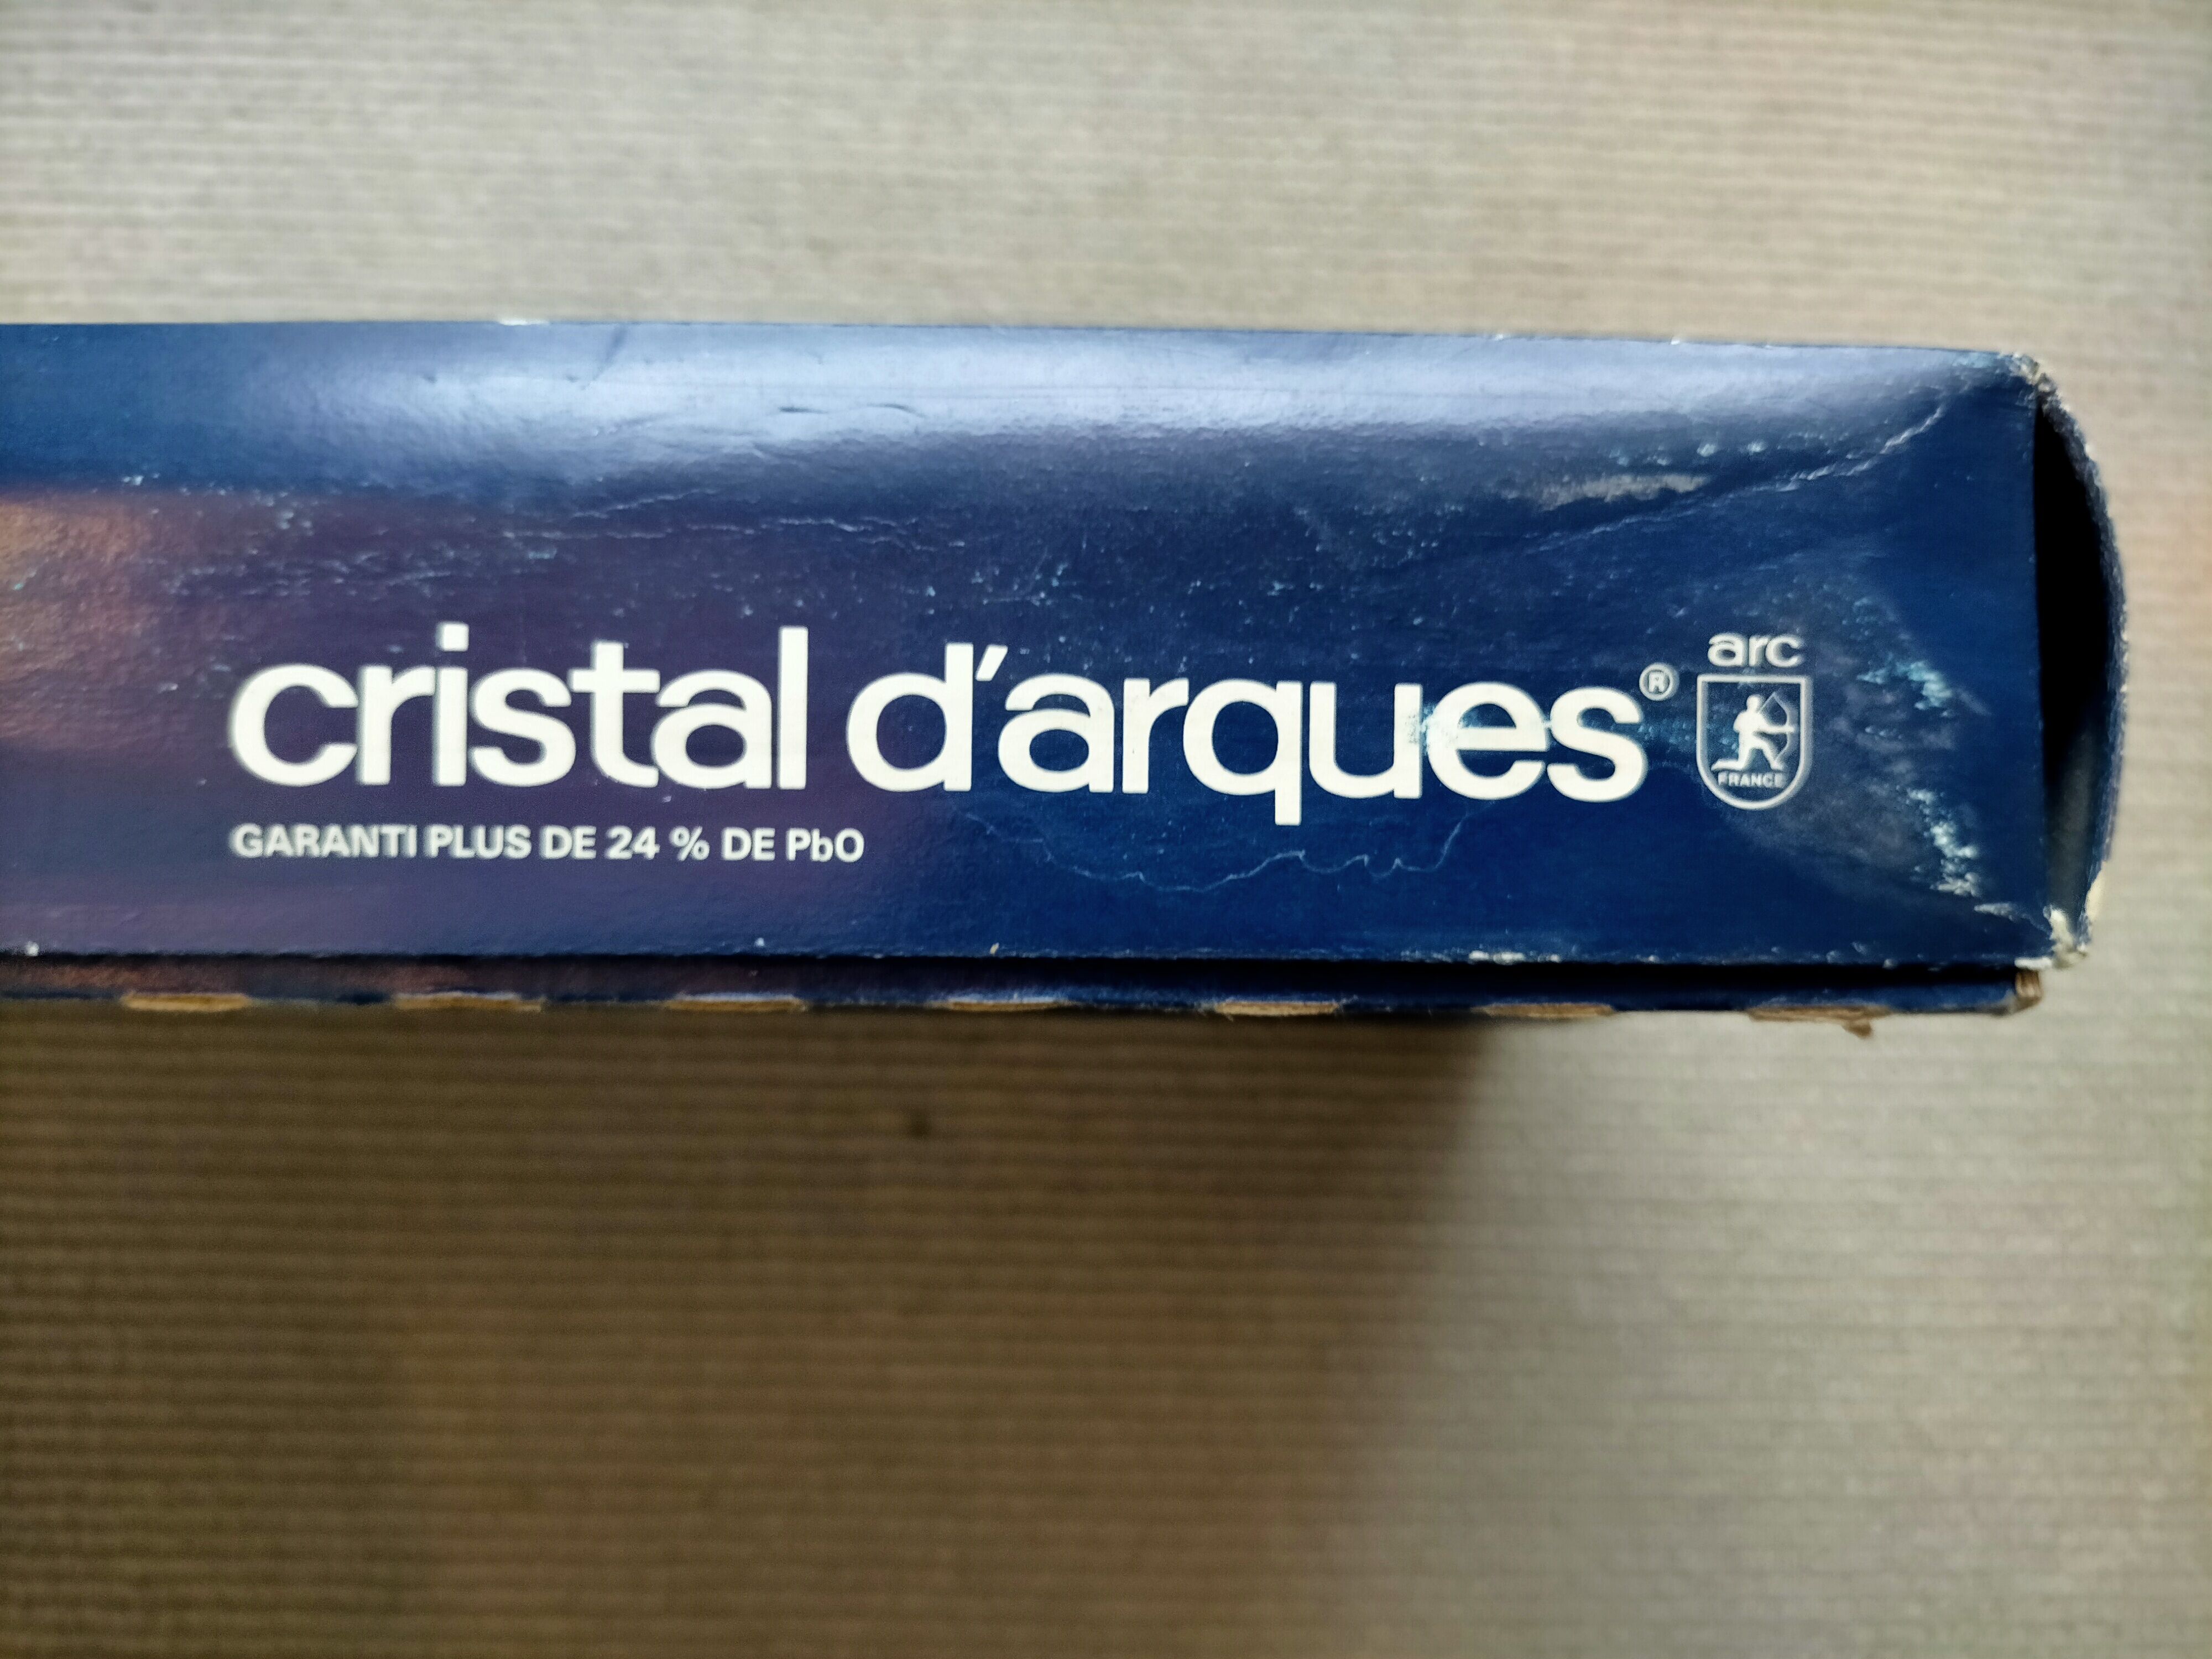 cristal d'arques®
arc
FRANCE
GARANTI PLUS DE 24 % DE PbO